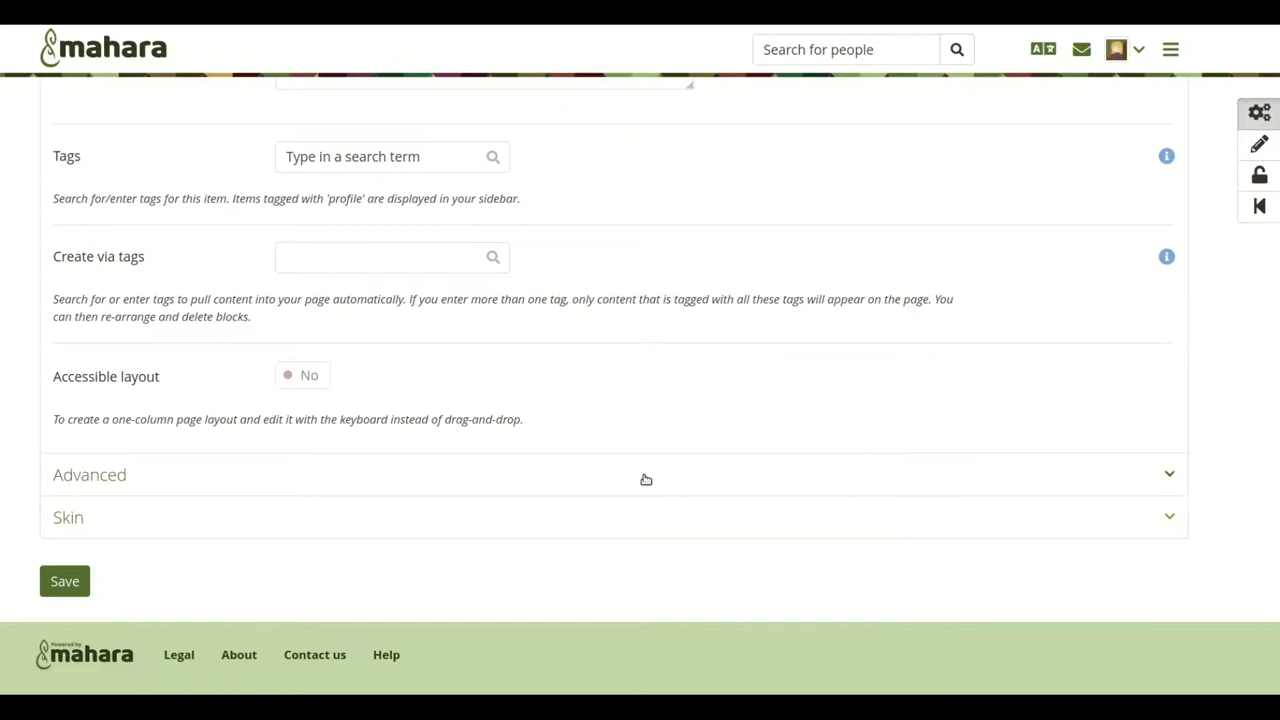 mahara
Search for people
Tags
Type in a search term
Search for/enter tags for this item. Items tagged with 'profile' are displayed in your sidebar.
Create via tags
Search for or enter tags to pull content into your page automatically. If you enter more than one tag, only content that is tagged with all these tags will appear on the page. You
can then re-arrange and delete blocks.
Accessible layout
No
To create a one-column page layout and edit it with the keyboard instead of drag-and-drop.
Advanced
Skin
Save
Powered by
mahara
Legal
About
Contact us
Help